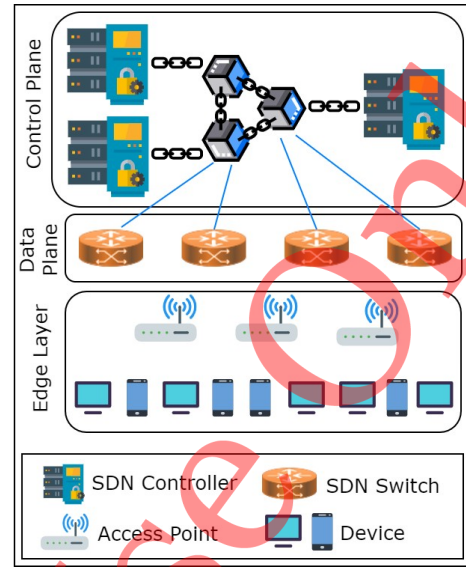 Control Plane
Data
Plane
Edge Layer
SDN Controller
SDN Switch
Access Point
Device